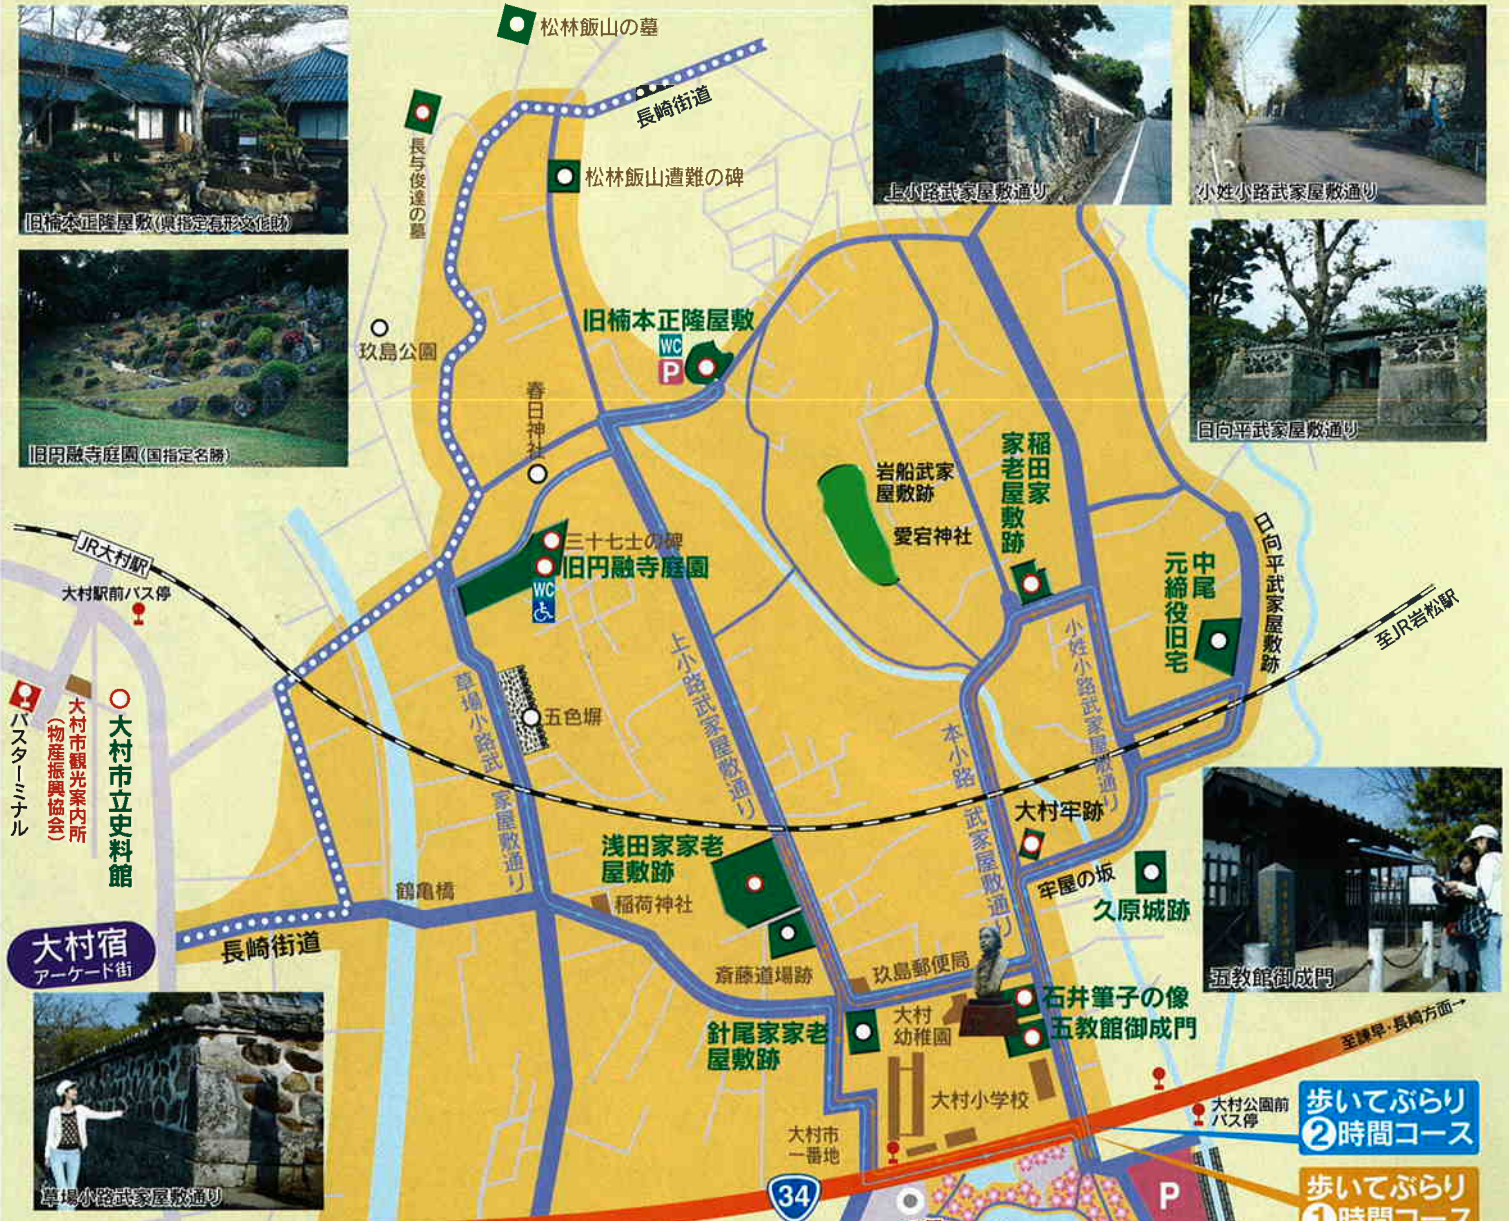 松林飯山の墓
長崎街道
長与俊達の墓
松林飯山遭難の碑
旧楠本正隆屋敷(県指定有形文化財)
上小路武家屋敷通り
小姓小路武家屋敷通り
旧円融寺庭園(国指定名勝)
日向平武家屋敷通り
玖島公園
旧楠本正隆屋敷
WC
P
春日神社
岩船武家
屋敷跡
愛宕神社
稲田家
家老屋敷跡
三十七士の碑
旧円融寺庭園
WC
中尾
元締役旧宅
日向平武家屋敷跡
至JR岩松駅
JR大村駅
大村駅前バス停
バスターミナル
大村市観光案内所
(物産振興協会)
大村市立史料館
草場小路武家屋敷通り
五色塀
上小路武家屋敷通り
本小路武家屋敷通り
小姓小路武家屋敷通り
大村牢跡
牢屋の坂
久原城跡
浅田家家老
屋敷跡
稲荷神社
鶴亀橋
長崎街道
大村宿
アーケード街
斎藤道場跡
玖島郵便局
針尾家家老
屋敷跡
大村
幼稚園
石井筆子の像
五教館御成門
五教館御成門
大村小学校
大村市
一番地
34
至諫早・長崎方面→
大村公園前
バス停
P
草場小路武家屋敷通り
歩いてぶらり
2時間コース
歩いてぶらり
1時間コース